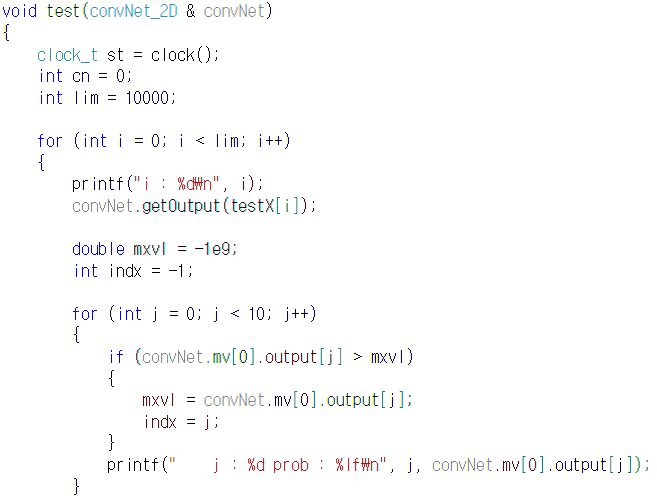 void test(convNet_2D & convNet)
{
    clock_t st = clock();
    int cn = 0;
    int lim = 10000;

    for (int i = 0; i < lim; i++)
    {
        printf("i : %d₩n", i);
        convNet.getOutput(testX[i]);

        double mxvl = -1e9;
        int indx = -1;

        for (int j = 0; j < 10; j++)
        {
            if (convNet.mv[0].output[j] > mxvl)
            {
                mxvl = convNet.mv[0].output[j];
                indx = j;
            }
            printf("    j : %d prob : %lf₩n", j, convNet.mv[0].output[j]);
        }